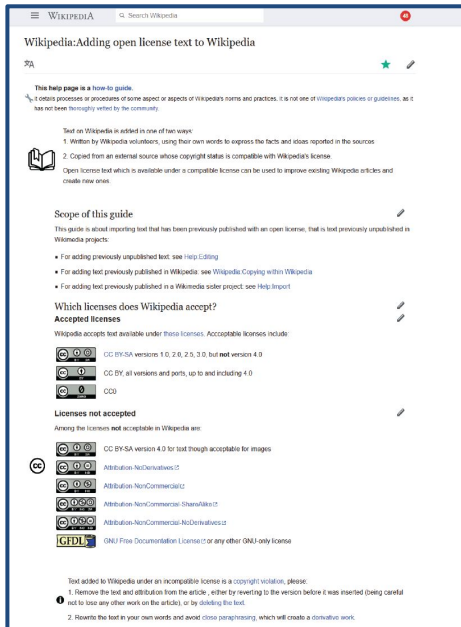 WIKIPEDIA
Search Wikipedia
Wikipedia:Adding open license text to Wikipedia
This help page is a how-to guide.
It details processes or procedures of some aspect or aspects of Wikipedia's norms and practices. It is not one of Wikipedia's policies or guidelines, as it
has not been thoroughly vetted by the community.
Text on Wikipedia is added in one of two ways:
1. Written by Wikipedia volunteers, using their own words to express the facts and ideas reported in the sources
2. Copied from an external source whose copyright status is compatible with Wikipedia's license.
Open license text which is available under a compatible license can be used to improve existing Wikipedia articles and
create new ones.
Scope of this guide
This guide is about importing text that has been previously published with an open license, that is text previously unpublished in
Wikimedia projects:
For adding previously unpublished text: see Help:Editing
For adding text previously published in Wikipedia: see Wikipedia:Copying within Wikipedia
For adding text previously published in a Wikimedia sister project: see Help:Import
Which licenses does Wikipedia accept?
Accepted licenses
Wikipedia accepts text available under these licenses. Accceptable licenses include:
CC BY-SA versions 1.0, 2.0, 2.5, 3.0, but not version 4.0
CC BY, all versions and ports, up to and including 4.0
CC0
Licenses not accepted
Among the licenses not acceptable in Wikipedia are:
CC BY-SA version 4.0 for text though acceptable for images
cc
Attribution-NoDerivatives
Attribution-NonCommercial
Attribution-NonCommercial-ShareAlike
Attribution-NonCommercial-NoDerivatives
GFDL
GNU Free Documentation License or any other GNU-only license
Text added to Wikipedia under an incompatible license is a copyright violation, please:
1. Remove the text and attribution from the article , either by reverting to the version before it was inserted (being careful
not to lose any other work on the article), or by deleting the text.
2. Rewrite the text in your own words and avoid close paraphrasing, which will create a derivative work.